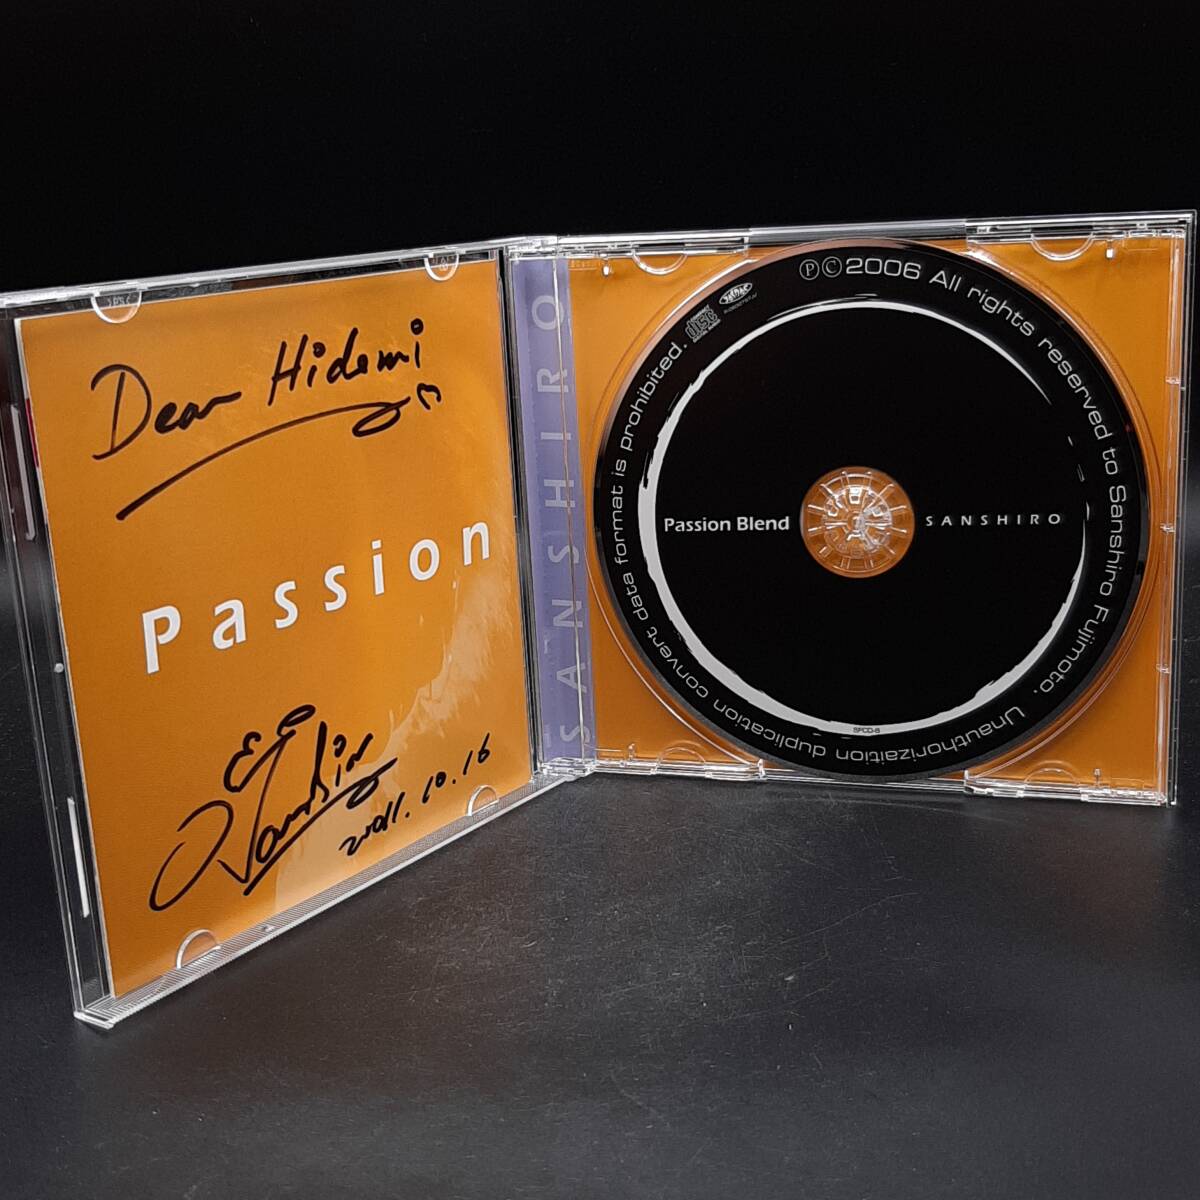 Dear Hidemi
Passion
2011.10.16
SANSHIRO
Ⓟ©2006 All rights reserved to Sanshiro Fujimoto.
Unauthorizaition duplication convert data format is prohibited.
Passion Blend
SANSHIRO